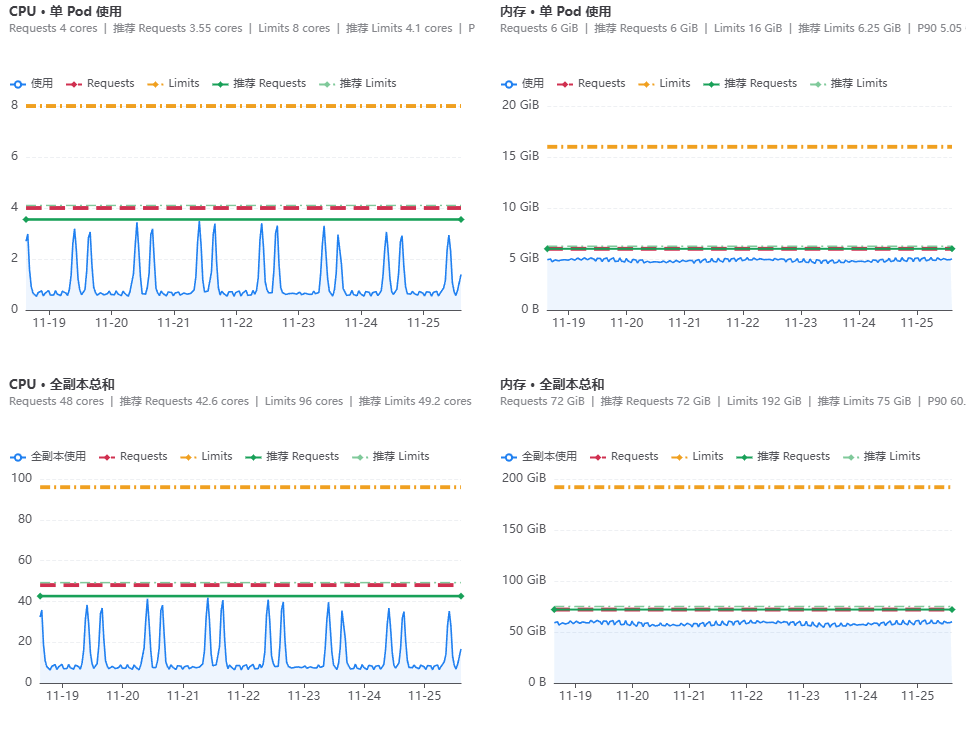 CPU • 单 Pod 使用
Requests 4 cores | 推荐 Requests 3.55 cores | Limits 8 cores | 推荐 Limits 4.1 cores | P
使用 Requests Limits 推荐 Requests 推荐 Limits
8
6
4
2
0
11-19 11-20 11-21 11-22 11-23 11-24 11-25
内存 • 单 Pod 使用
Requests 6 GiB | 推荐 Requests 6 GiB | Limits 16 GiB | 推荐 Limits 6.25 GiB | P90 5.05
使用 Requests Limits 推荐 Requests 推荐 Limits
20 GiB
15 GiB
10 GiB
5 GiB
0 B
11-19 11-20 11-21 11-22 11-23 11-24 11-25
CPU • 全副本总和
Requests 48 cores | 推荐 Requests 42.6 cores | Limits 96 cores | 推荐 Limits 49.2 cores
全副本使用 Requests Limits 推荐 Requests 推荐 Limits
100
80
60
40
20
0
11-19 11-20 11-21 11-22 11-23 11-24 11-25
内存 • 全副本总和
Requests 72 GiB | 推荐 Requests 72 GiB | Limits 192 GiB | 推荐 Limits 75 GiB | P90 60.
全副本使用 Requests Limits 推荐 Requests 推荐 Limits
200 GiB
150 GiB
100 GiB
50 GiB
0 B
11-19 11-20 11-21 11-22 11-23 11-24 11-25